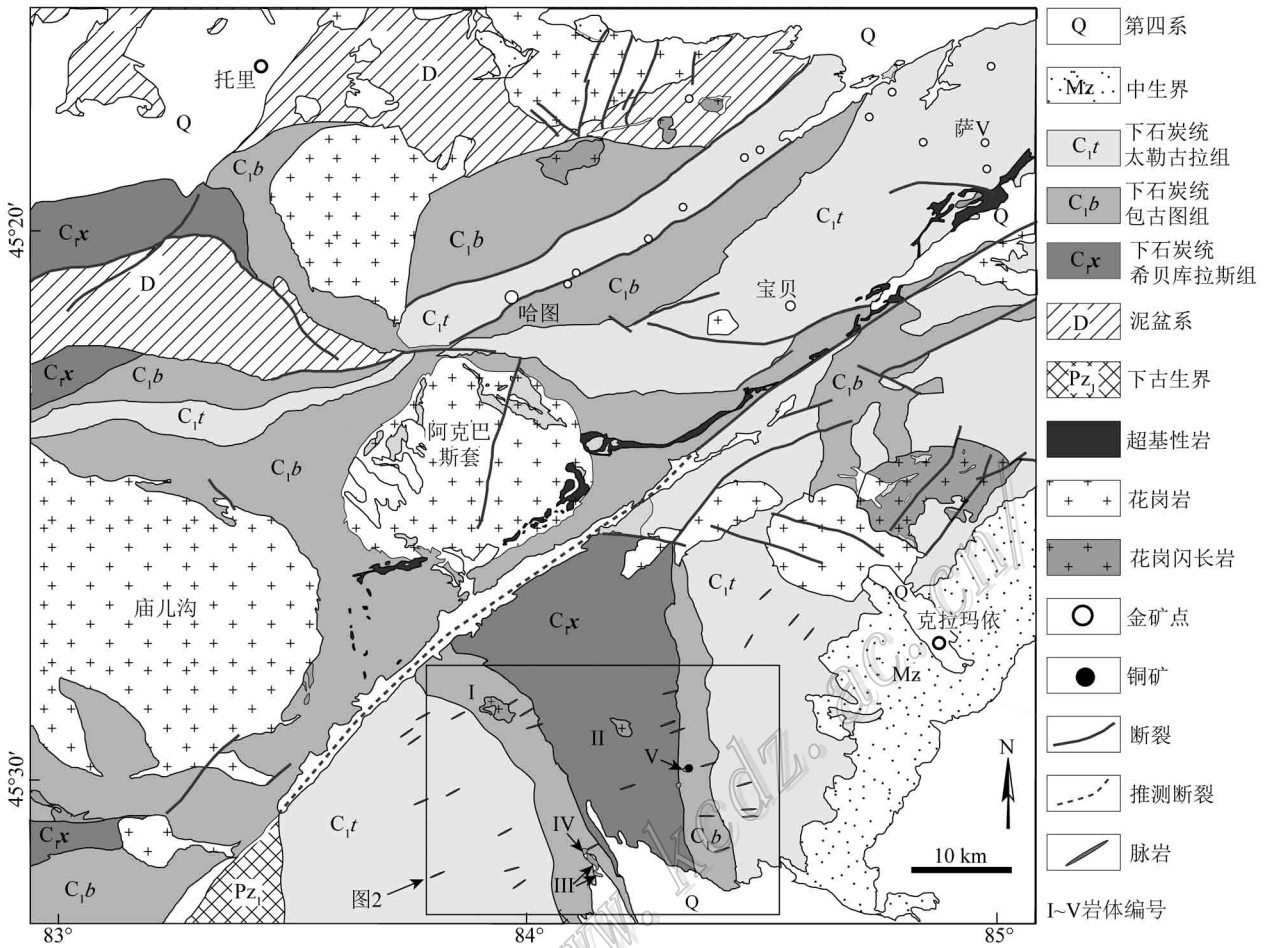 托里
D
Q
Q
第四系
Q
Mz
中生界
C₁b
萨V
C₁t
下石炭统
太勒古拉组
C₁b
下石炭统
包古图组
C₁x
下石炭统
希贝库拉斯组
D
泥盆系
Pz₁
下古生界
超基性岩
花岗岩
花岗闪长岩
金矿点
铜矿
断裂
推测断裂
脉岩
I~V岩体编号
45°20′
45°30′
C₁x
D
C₁b
C₁b
C₁t
Q
宝贝
哈图
C₁t
C₁x
C₁b
C₁t
C₁b
C₁b
阿克巴
斯套
庙儿沟
C₁x
C₁t
Q
克拉玛依
Mz
I
II
V
N
C₁t
IV
C₁b
10 km
C₁x
III
图2
C₁b
Pz₁
Q
83°
84°
85°
www.kcdz.ac.cn/